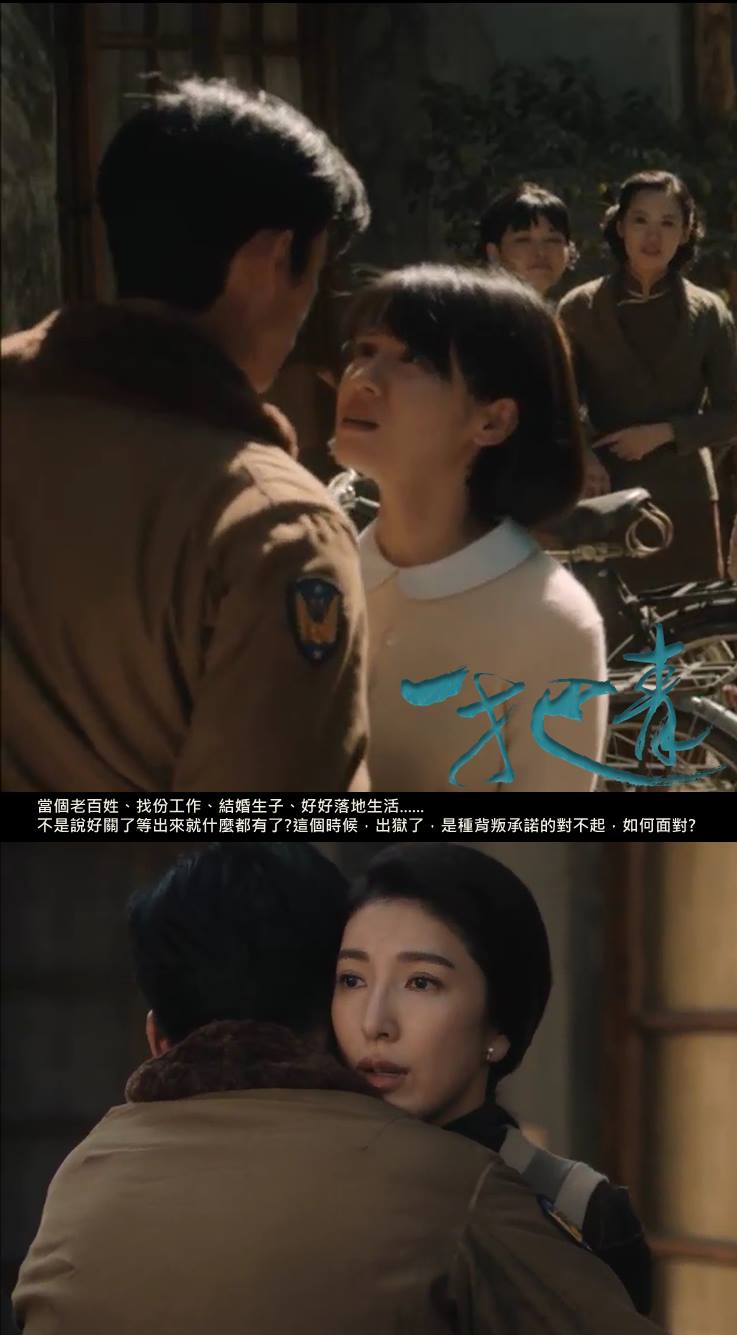 一把青
當個老百姓、找份工作、結婚生子、好好落地生活......
不是說好關了等出來就什麼都有了?這個時候，出獄了，是種背叛承諾的對不起，如何面對?